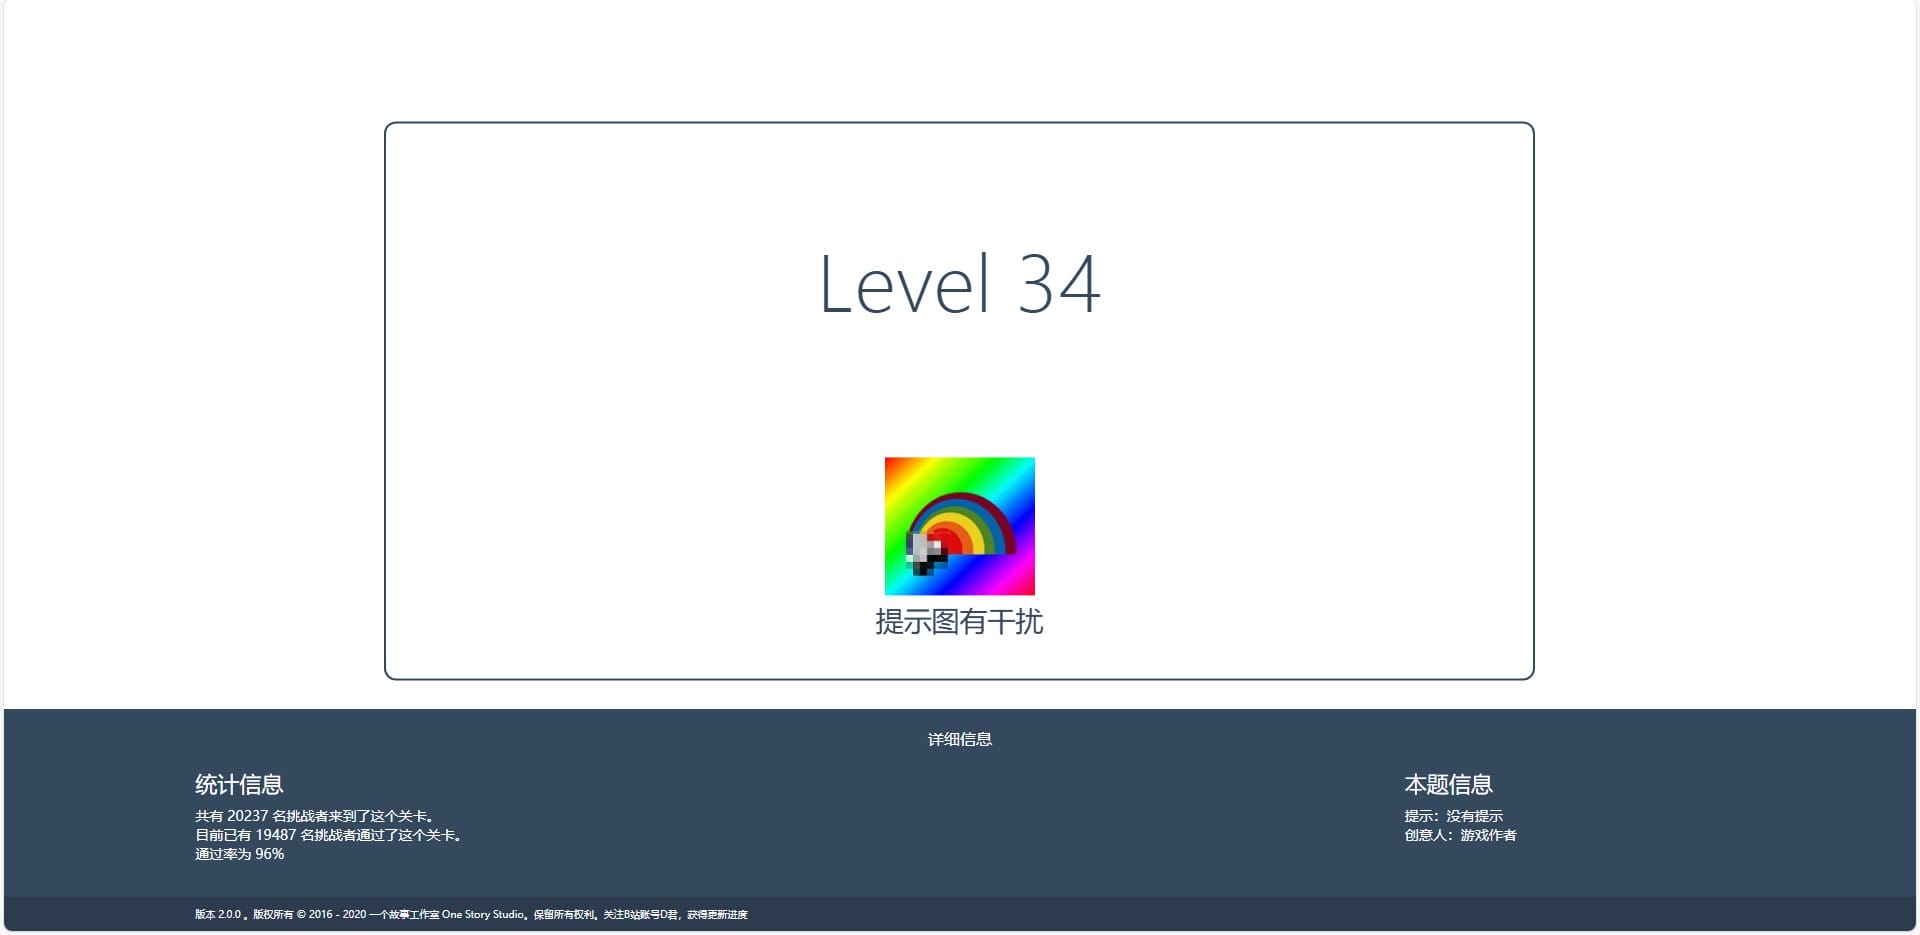 Level 34
提示图有干扰
详细信息
统计信息
共有 20237 名挑战者来到了这个关卡。
目前已有 19487 名挑战者通过了这个关卡。
通过率为 96%
本题信息
提示：没有提示
创意人：游戏作者
版本 2.0.0 。版权所有 © 2016 - 2020 一个故事工作室 One Story Studio。保留所有权利。关注B站账号D君，获得更新进度